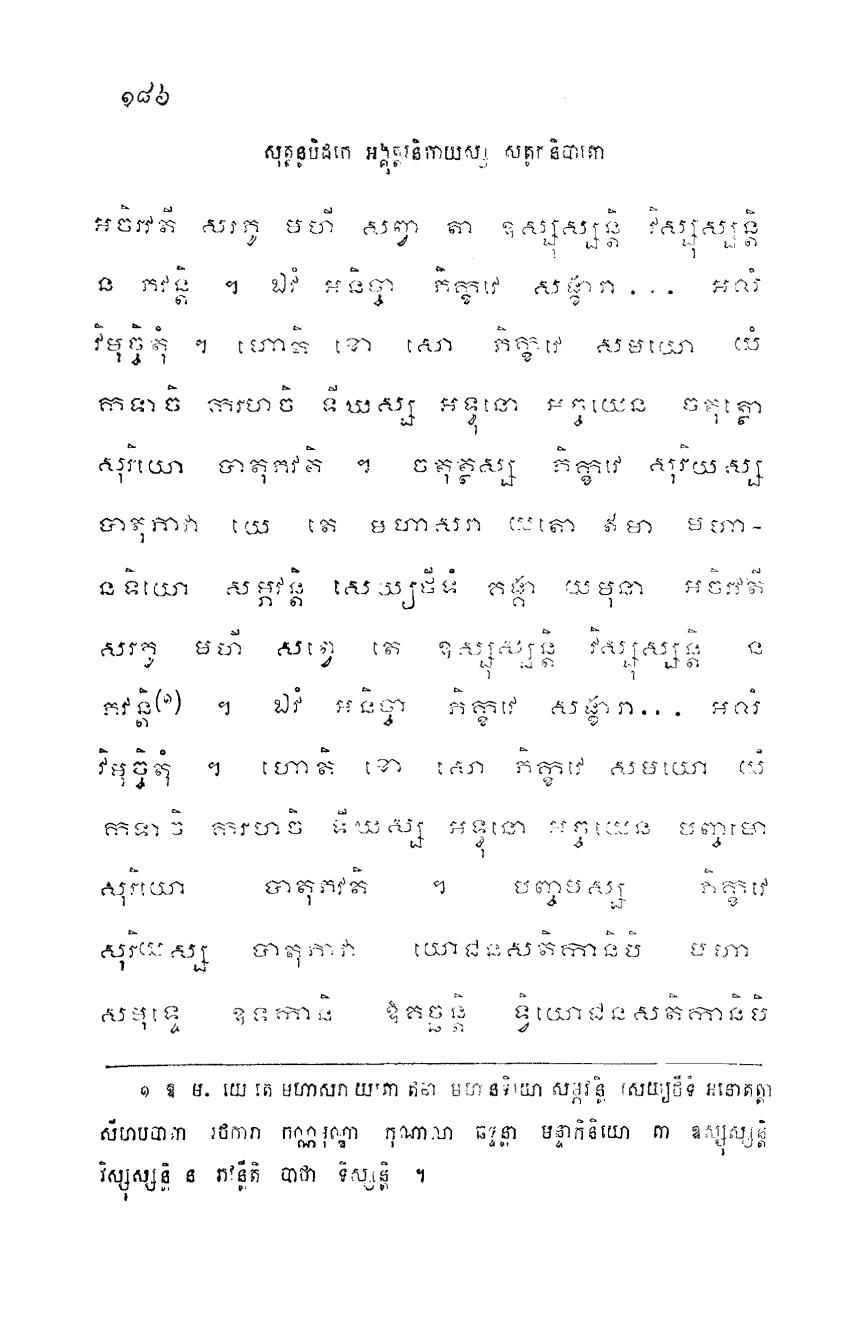 ១៨៦
សុត្តន្តបិដកេ អង្គុត្តរនិកាយស្ស សត្តកនិបាតោ
អចិរវតី សរភូ មហី សព្វា តា ឧស្សុស្សន្តិ វិស្សុស្សន្តិ
ន ភវន្តិ ។ ឯវំ អនិច្ចា ភិក្ខវេ សង្ខារា ... អលំ
វិមុច្ចិតុំ ។ ហោតិ ខោ សោ ភិក្ខវេ សមយោ យំ
កទាចិ ករហចិ ទីឃស្ស អទ្ធុនោ អច្ចយេន ចតុត្ថោ
សុរិយោ បាតុភវតិ ។ ចតុត្ថស្ស ភិក្ខវេ សុរិយស្ស
បាតុភាវា យេ តេ មហាសរា យតោ ឥមា មហា-
នទិយោ សម្ភវន្តិ សេយ្យថីទំ គង្គា យមុនា អចិរវតី
សរភូ មហី សព្វេ តេ ឧស្សុស្សន្តិ វិស្សុស្សន្តិ ន
ភវន្តិ(១) ។ ឯវំ អនិច្ចា ភិក្ខវេ សង្ខារា... អលំ
វិមុច្ចិតុំ ។ ហោតិ ខោ សោ ភិក្ខវេ សមយោ យំ
កទាចិ ករហចិ ទីឃស្ស អទ្ធុនោ អច្ចយេន បញ្ចមោ
សុរិយោ បាតុភវតិ ។ បញ្ចមស្ស ភិក្ខវេ
សុរិយស្ស បាតុភាវា យោជនសតិកានិបិ មហា
សមុទ្ទេ ឧទកានិ ឱគច្ឆន្តិ ទ្វិយោជនសតិកានិបិ
១ ឱ ម. យេ តេ មហាសរា យតោ ឥមា មហានទិយោ សម្ភវន្តិ សេយ្យថីទំ អនោតត្តា
សីហបបាតា រថការា កណ្ណមុណ្ឌា កុណាលា ឆទ្ទន្តា មន្ទាកិនិយោ តា ឧស្សុស្សន្តិ
វិស្សុស្សន្តិ ន ភវន្តីតិ បាឋា ទិស្សន្តិ ។